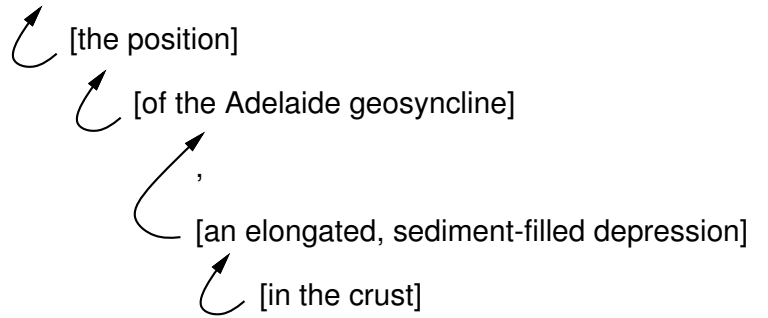 [the position]
[of the Adelaide geosyncline]
,
[an elongated, sediment-filled depression]
[in the crust]